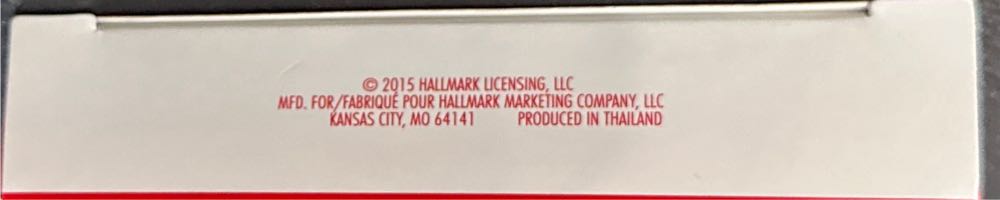 © 2015 HALLMARK LICENSING, LLC
MFD. FOR/FABRIQUÉ POUR HALLMARK MARKETING COMPANY, LLC
KANSAS CITY, MO 64141 PRODUCED IN THAILAND